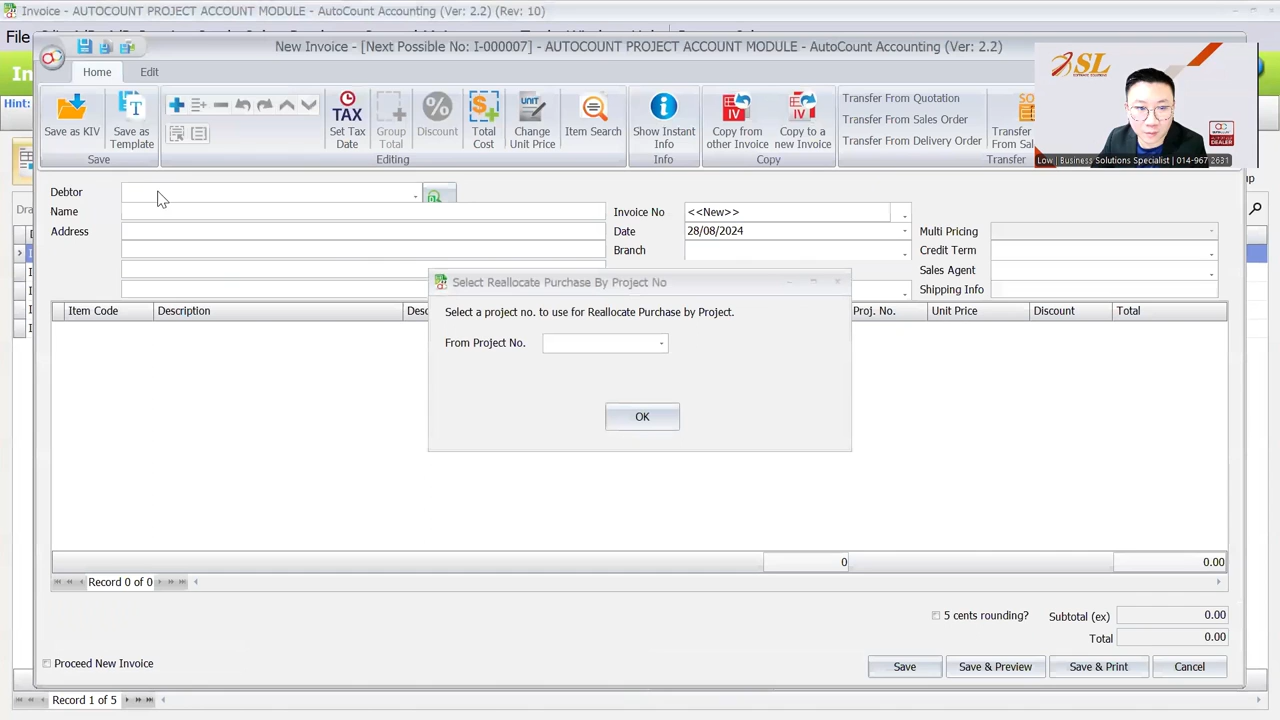 Invoice - AUTOCOUNT PROJECT ACCOUNT MODULE - AutoCount Accounting (Ver: 2.2) (Rev: 10)
File
New Invoice - [Next Possible No: I-000007] - AUTOCOUNT PROJECT ACCOUNT MODULE - AutoCount Accounting (Ver: 2.2)
Home
Edit
Hint:
Save as KIV
Save as Template
Set Tax Date
Group Total
Discount
Total Cost
Change Unit Price
Item Search
Show Instant Info
Copy from other Invoice
Copy to a new Invoice
Transfer From Quotation
Transfer From Sales Order
Transfer From Delivery Order
Transfer
From Sa
Save
Editing
Info
Copy
Transfer
SL
Low | Business Solutions Specialist | 014-967 2631
Debtor
Name
Address
Invoice No
<<New>>
Date
28/08/2024
Branch
Multi Pricing
Credit Term
Sales Agent
Shipping Info
Select Reallocate Purchase By Project No
Select a project no. to use for Reallocate Purchase by Project.
From Project No.
OK
Item Code
Description
Desc
Proj. No.
Unit Price
Discount
Total
0
0.00
Record 0 of 0
5 cents rounding?
Subtotal (ex)
0.00
Total
0.00
Proceed New Invoice
Save
Save & Preview
Save & Print
Cancel
Record 1 of 5